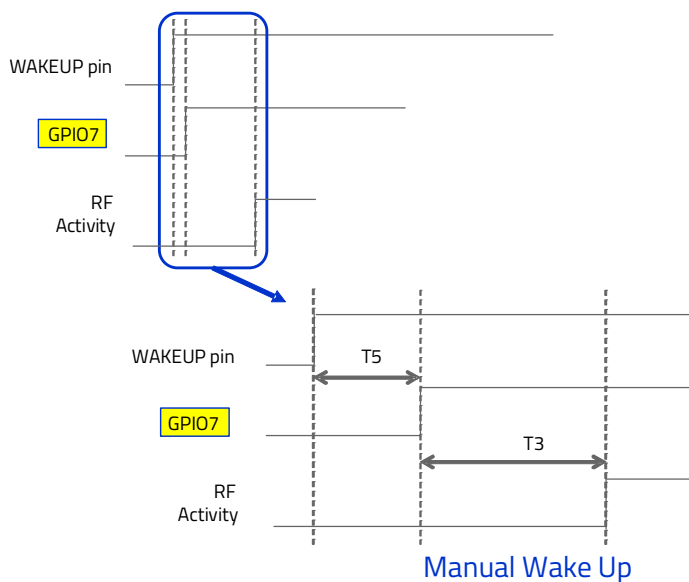 WAKEUP pin
GPIO7
RF
Activity
WAKEUP pin
T5
GPIO7
T3
RF
Activity
Manual Wake Up